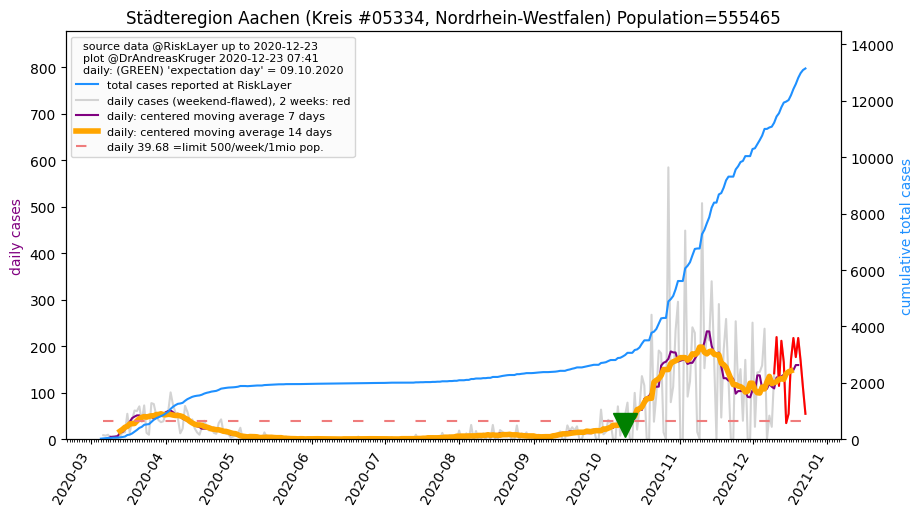 Städteregion Aachen (Kreis #05334, Nordrhein-Westfalen) Population=555465
source data @RiskLayer up to 2020-12-23
plot @DrAndreasKruger 2020-12-23 07:41
daily: (GREEN) 'expectation day' = 09.10.2020
total cases reported at RiskLayer
daily cases (weekend-flawed), 2 weeks: red
daily: centered moving average 7 days
daily: centered moving average 14 days
daily 39.68 =limit 500/week/1mio pop.
daily cases
800
700
600
500
400
300
200
100
0
14000
12000
10000
8000
6000
4000
2000
0
cumulative total cases
2020-03
2020-04
2020-05
2020-06
2020-07
2020-08
2020-09
2020-10
2020-11
2020-12
2021-01